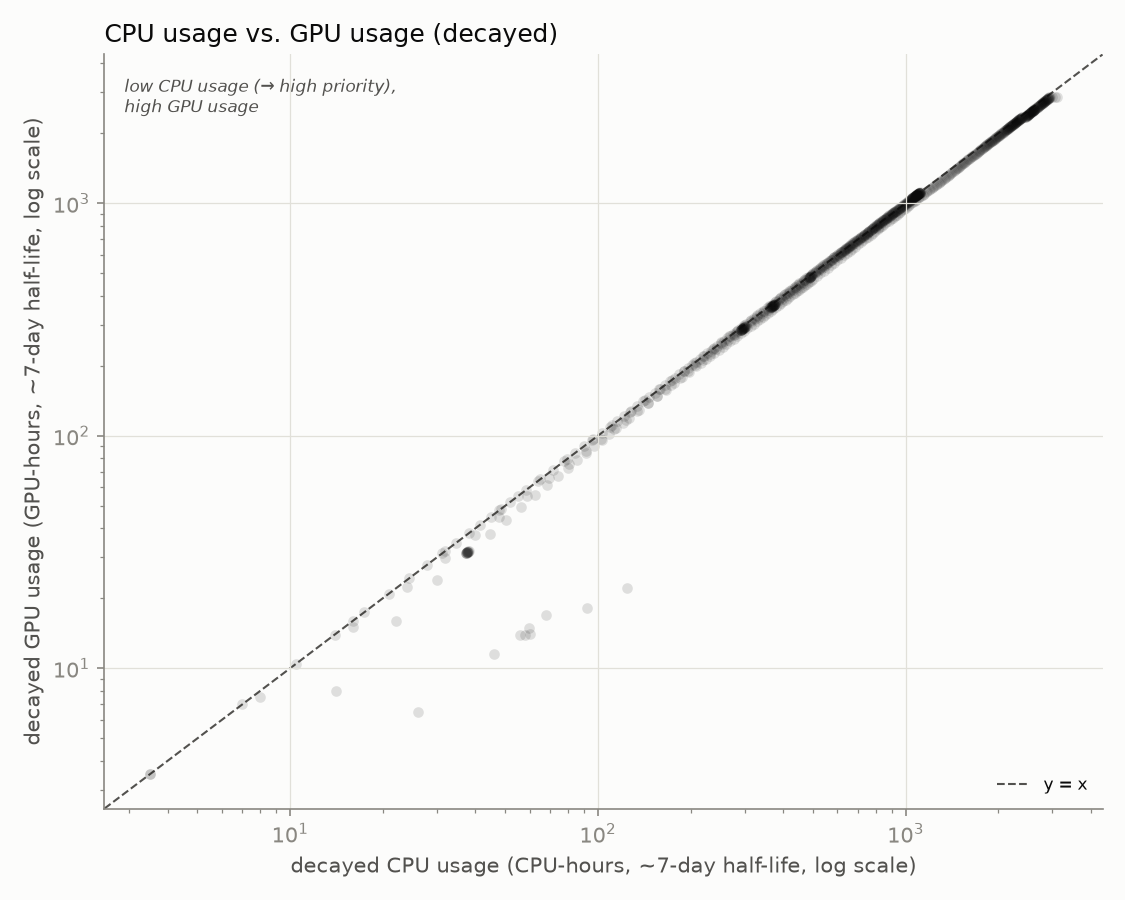 CPU usage vs. GPU usage (decayed)
low CPU usage (→ high priority),
high GPU usage
decayed GPU usage (GPU-hours, ~7-day half-life, log scale)
10³
10²
10¹
y = x
10¹
10²
10³
decayed CPU usage (CPU-hours, ~7-day half-life, log scale)